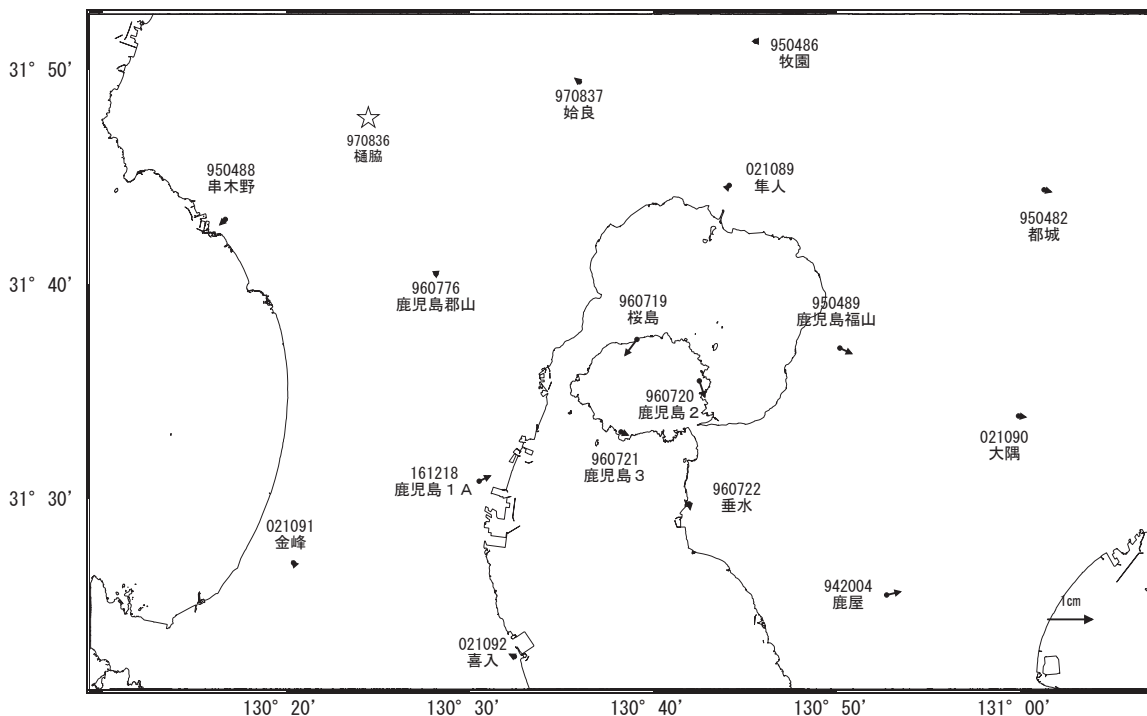 31° 50′
950486
牧園
970837
姶良
970836
樋脇
950488
串木野
021089
隼人
950482
都城
31° 40′
960776
鹿児島郡山
960719
桜島
950489
鹿児島福山
960720
鹿児島2
021090
大隅
960721
鹿児島3
161218
鹿児島1A
31° 30′
960722
垂水
021091
金峰
942004
鹿屋
1cm
021092
喜入
130° 20′
130° 30′
130° 40′
130° 50′
131° 00′